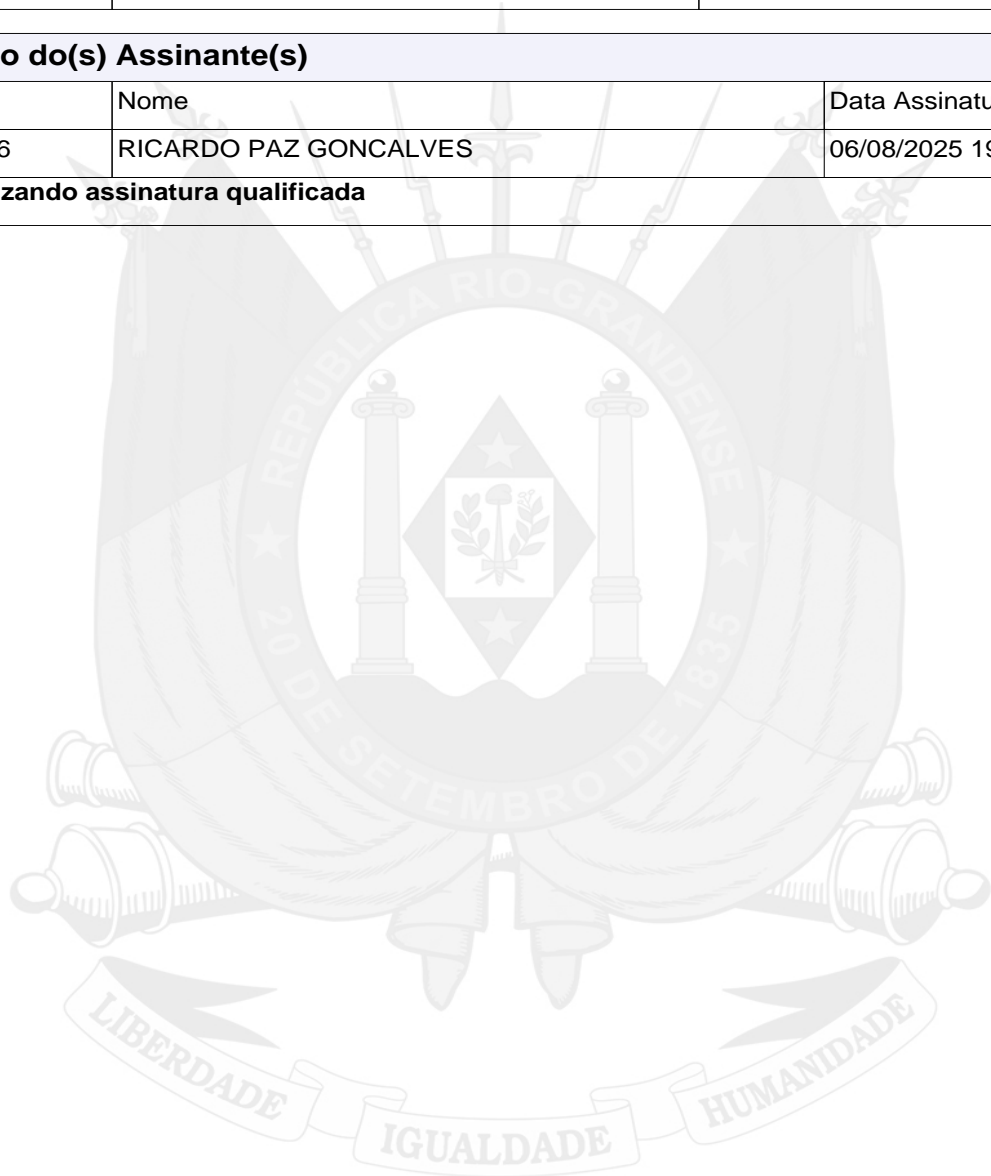 o do(s) Assinante(s)
Nome Data Assinatu
6 RICARDO PAZ GONCALVES 06/08/2025 19
zando assinatura qualificada
REPÚBLICA RIO-GRANDENSE
20 DE SETEMBRO DE 1835
LIBERDADE IGUALDADE HUMANIDADE